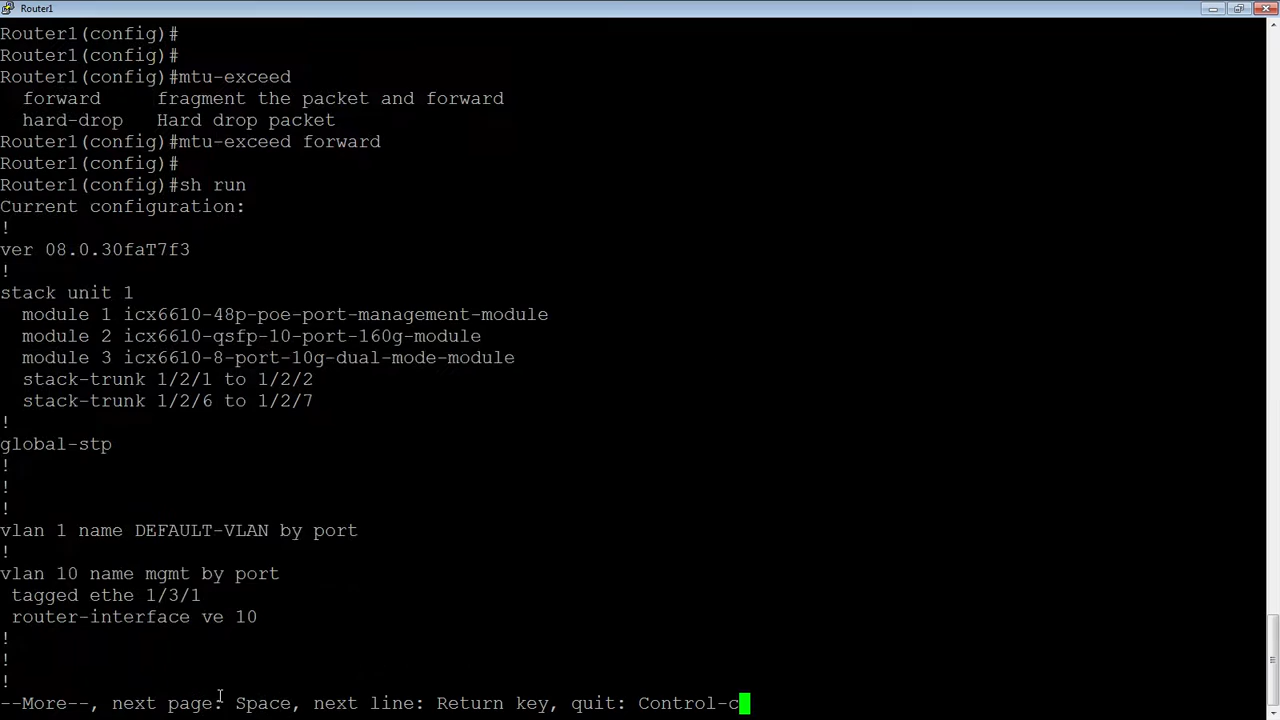 Router1
Router1(config)#
Router1(config)#
Router1(config)#mtu-exceed
  forward     fragment the packet and forward
  hard-drop   Hard drop packet
Router1(config)#mtu-exceed forward
Router1(config)#
Router1(config)#sh run
Current configuration:
!
ver 08.0.30faT7f3
!
stack unit 1
  module 1 icx6610-48p-poe-port-management-module
  module 2 icx6610-qsfp-10-port-160g-module
  module 3 icx6610-8-port-10g-dual-mode-module
  stack-trunk 1/2/1 to 1/2/2
  stack-trunk 1/2/6 to 1/2/7
!
global-stp
!
!
!
vlan 1 name DEFAULT-VLAN by port
!
vlan 10 name mgmt by port
 tagged ethe 1/3/1
 router-interface ve 10
!
!
!
--More--, next page: Space, next line: Return key, quit: Control-c